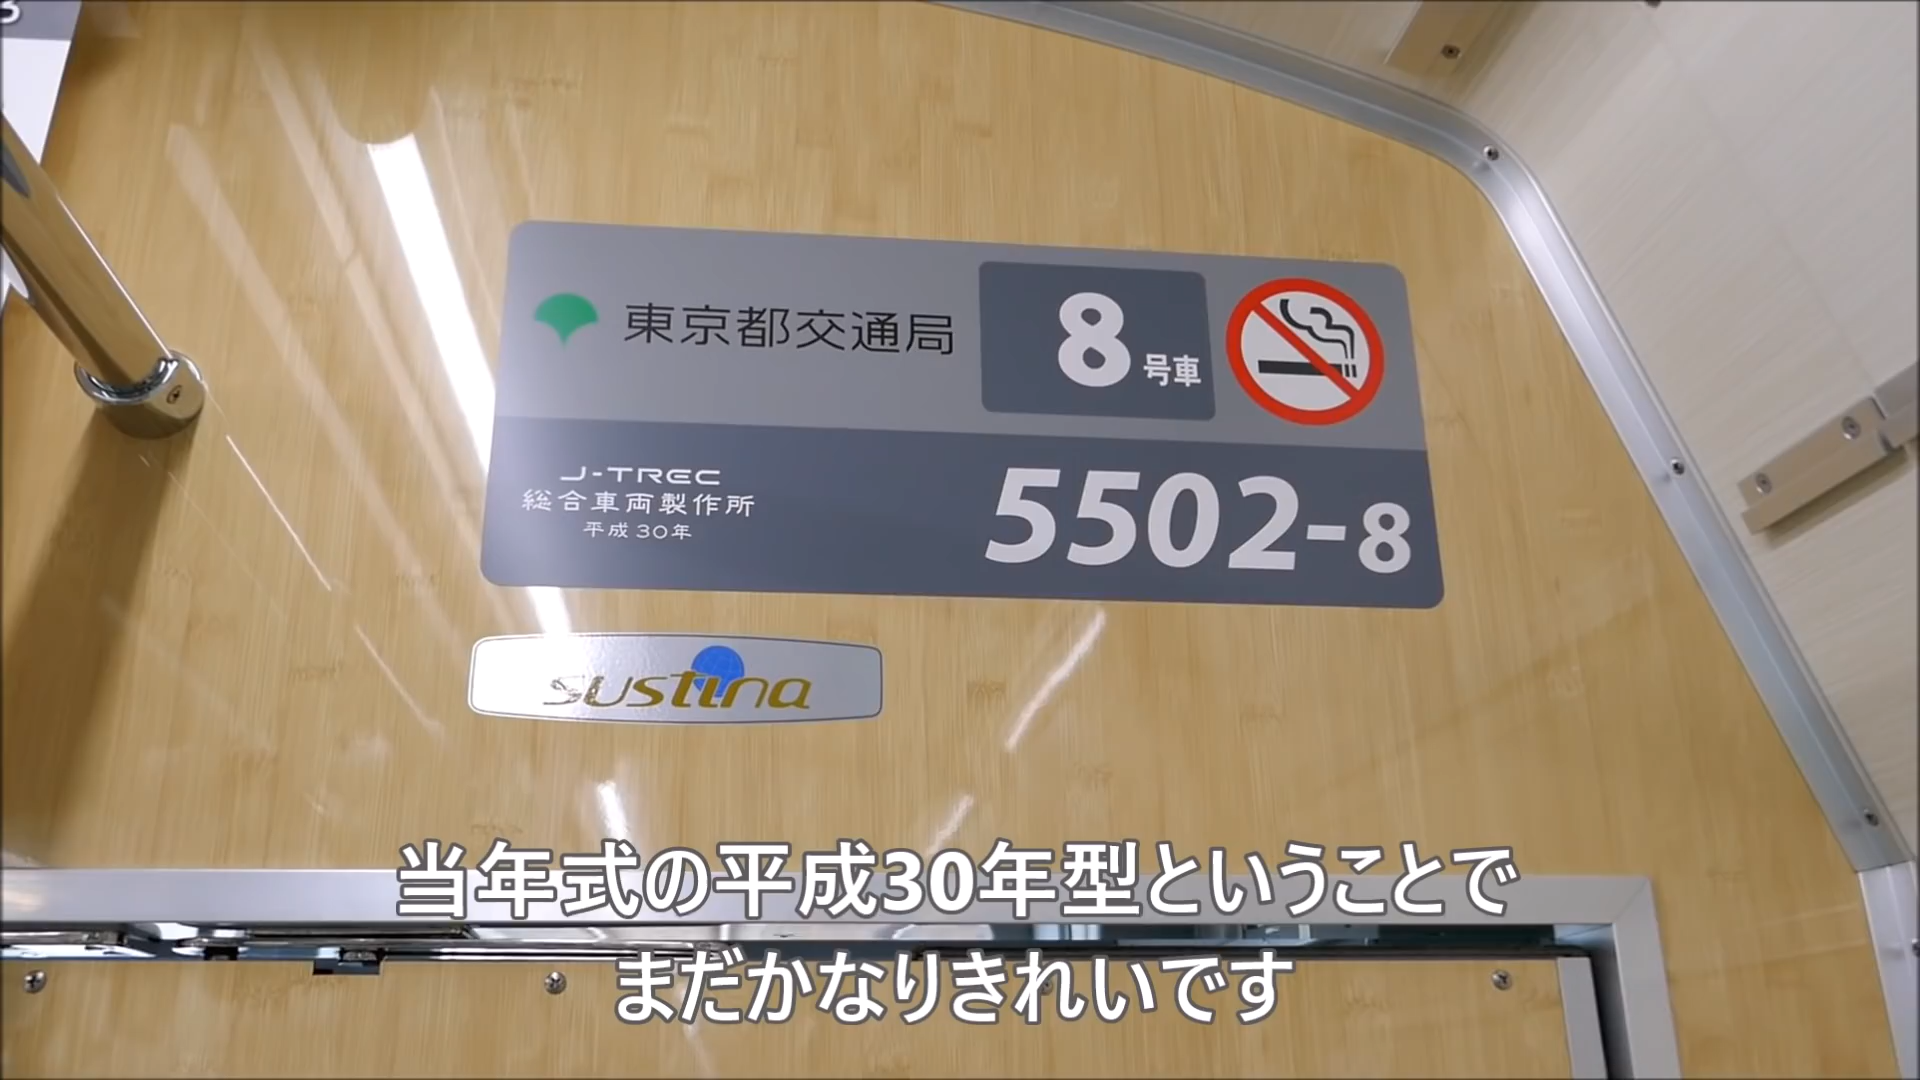 東京都交通局
8号車
J-TREC
総合車両製作所
平成30年
5502-8
sustina
当年式の平成30年型ということで
まだかなりきれいです